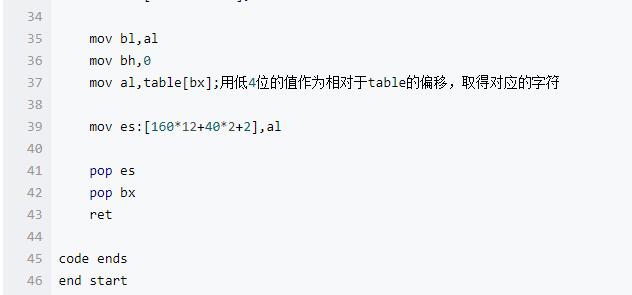 34
35 mov bl,al
36 mov bh,0
37 mov al,table[bx];用低4位的值作为相对于table的偏移，取得对应的字符
38
39 mov es:[160*12+40*2+2],al
40
41 pop es
42 pop bx
43 ret
44
45 code ends
46 end start